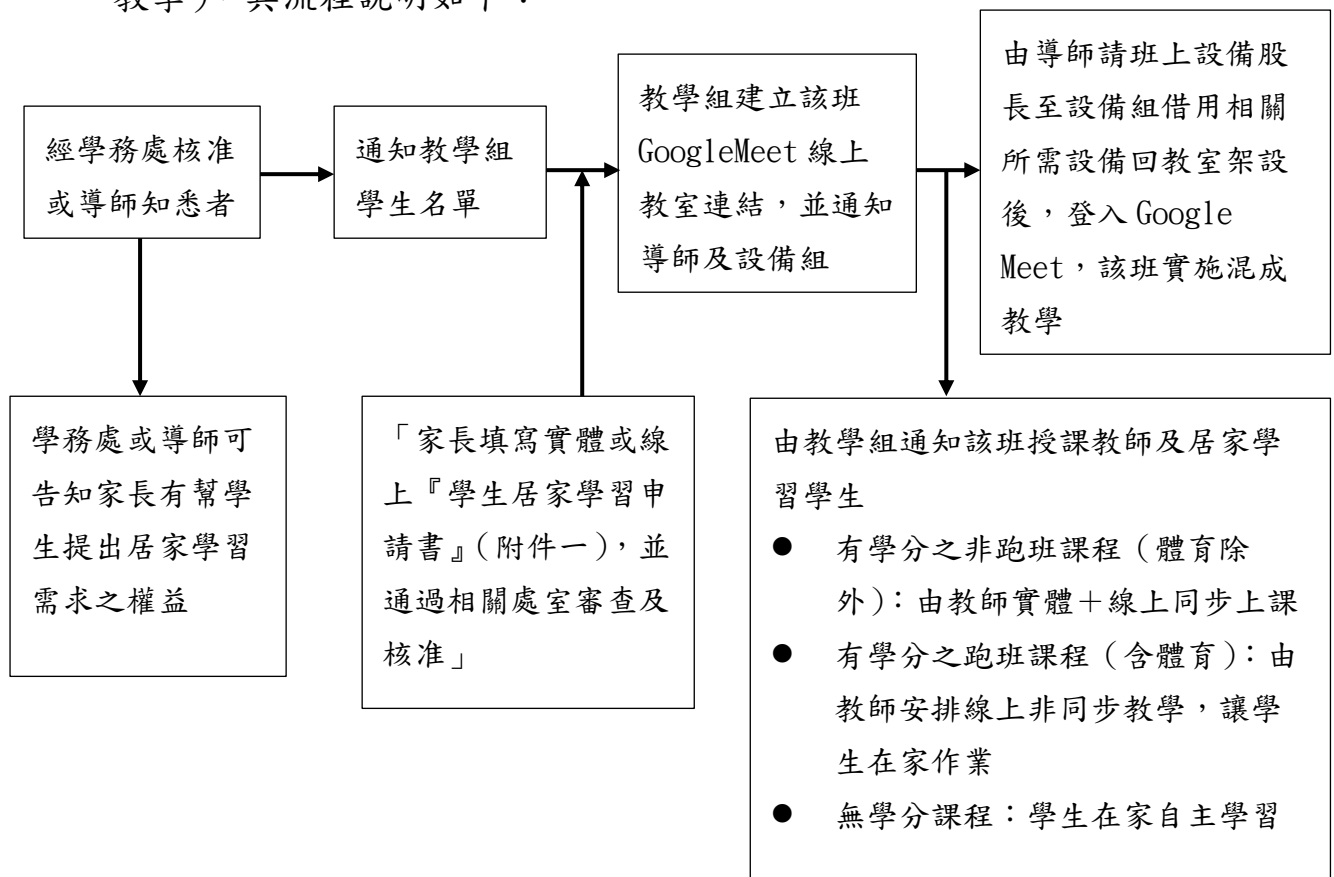 教學），其流程說明如下：
經學務處核准
或導師知悉者
通知教學組
學生名單
教學組建立該班
GoogleMeet 線上
教室連結，並通知
導師及設備組
由導師請班上設備股
長至設備組借用相關
所需設備回教室架設
後，登入 Google
Meet，該班實施混成
教學
學務處或導師可
告知家長有幫學
生提出居家學習
需求之權益
「家長填寫實體或線
上『學生居家學習申
請書』（附件一），並
通過相關處室審查及
核准」
由教學組通知該班授課教師及居家學
習學生
● 有學分之非跑班課程（體育除
外）：由教師實體＋線上同步上課
● 有學分之跑班課程（含體育）：由
教師安排線上非同步教學，讓學
生在家作業
● 無學分課程：學生在家自主學習